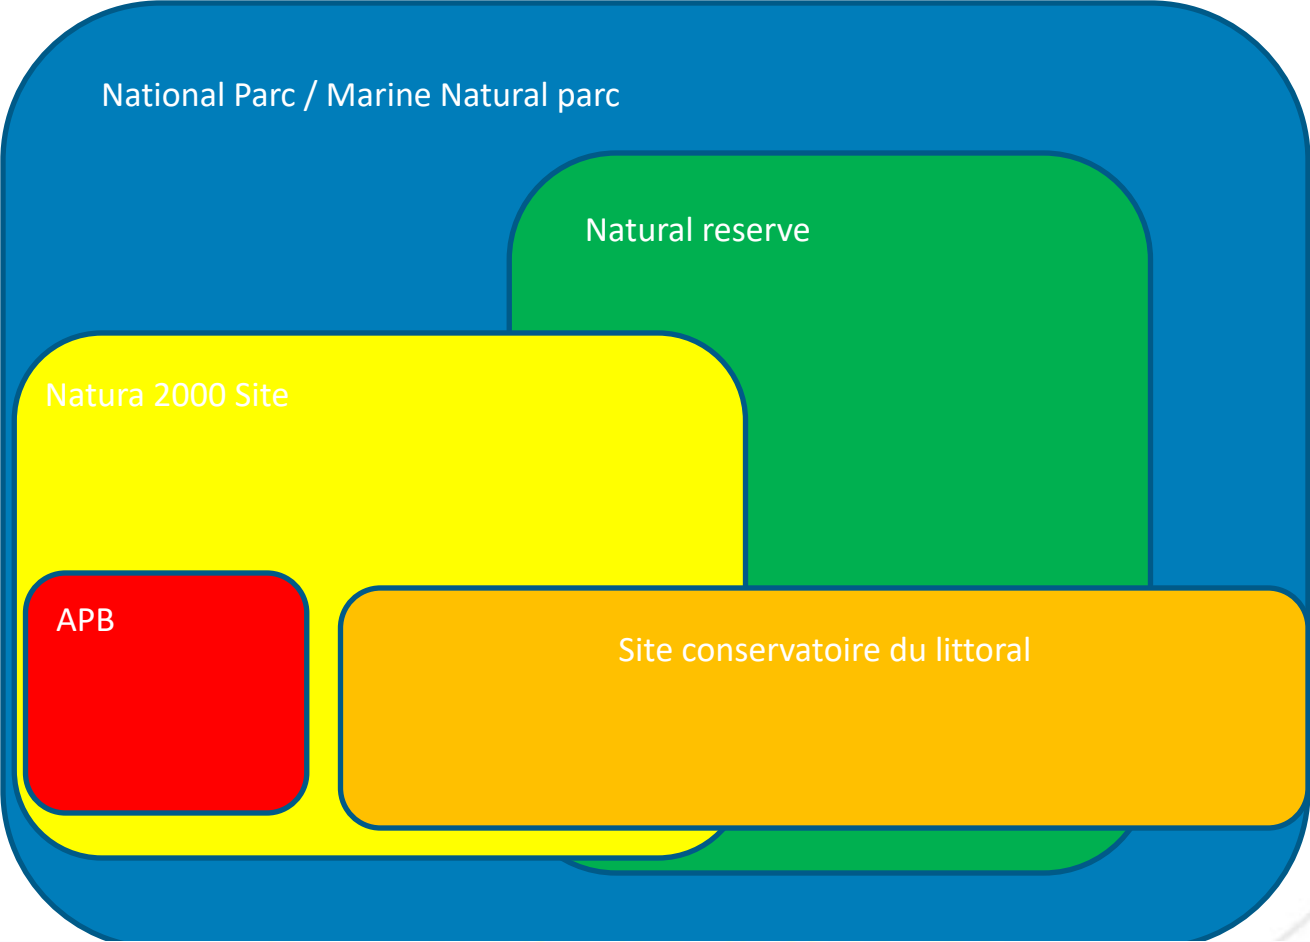 National Parc / Marine Natural parc
Natural reserve
Natura 2000 Site
APB
Site conservatoire du littoral